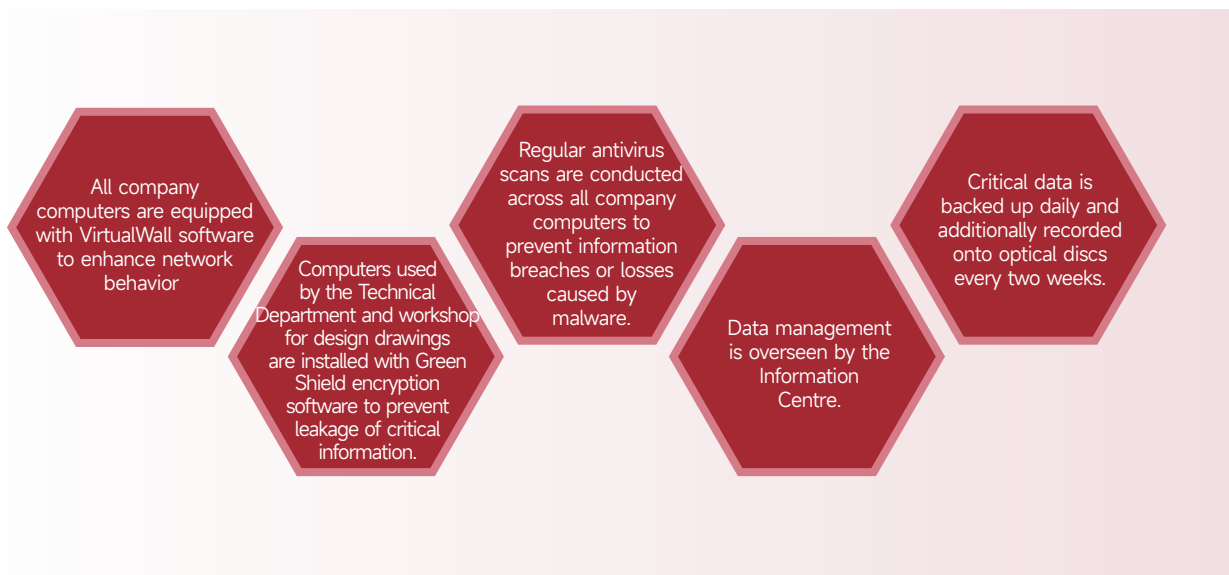 All company
computers are equipped
with VirtualWall software
to enhance network
behavior
Computers used
by the Technical
Department and workshop
for design drawings
are installed with Green
Shield encryption
software to prevent
leakage of critical
information.
Regular antivirus
scans are conducted
across all company
computers to
prevent information
breaches or losses
caused by
malware.
Data management
is overseen by the
Information
Centre.
Critical data is
backed up daily and
additionally recorded
onto optical discs
every two weeks.